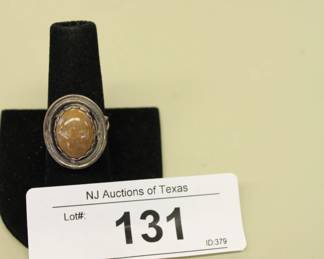 NJ Auctions of Texas
Lot#: 131
ID:379